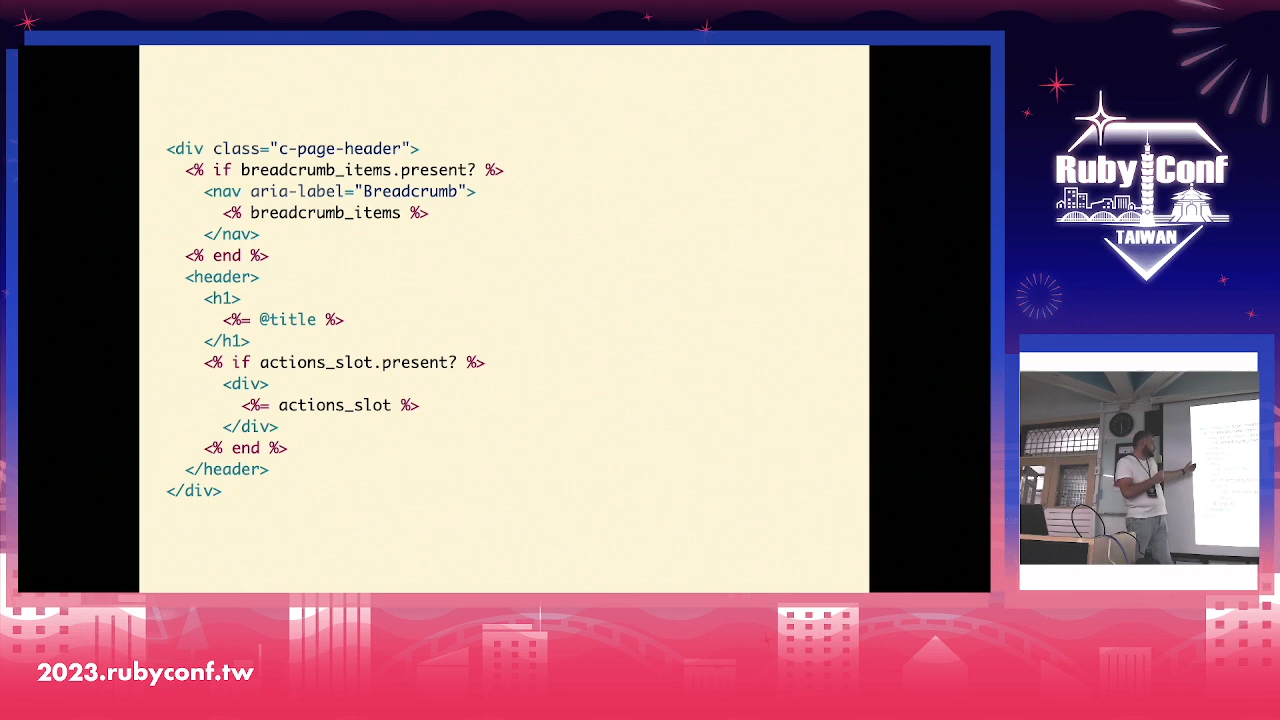 <div class="c-page-header">
  <% if breadcrumb_items.present? %>
    <nav aria-label="Breadcrumb">
      <% breadcrumb_items %>
    </nav>
  <% end %>
  <header>
    <h1>
      <%= @title %>
    </h1>
    <% if actions_slot.present? %>
      <div>
        <%= actions_slot %>
      </div>
    <% end %>
  </header>
</div>
RubyConf
TAIWAN
2023.rubyconf.tw